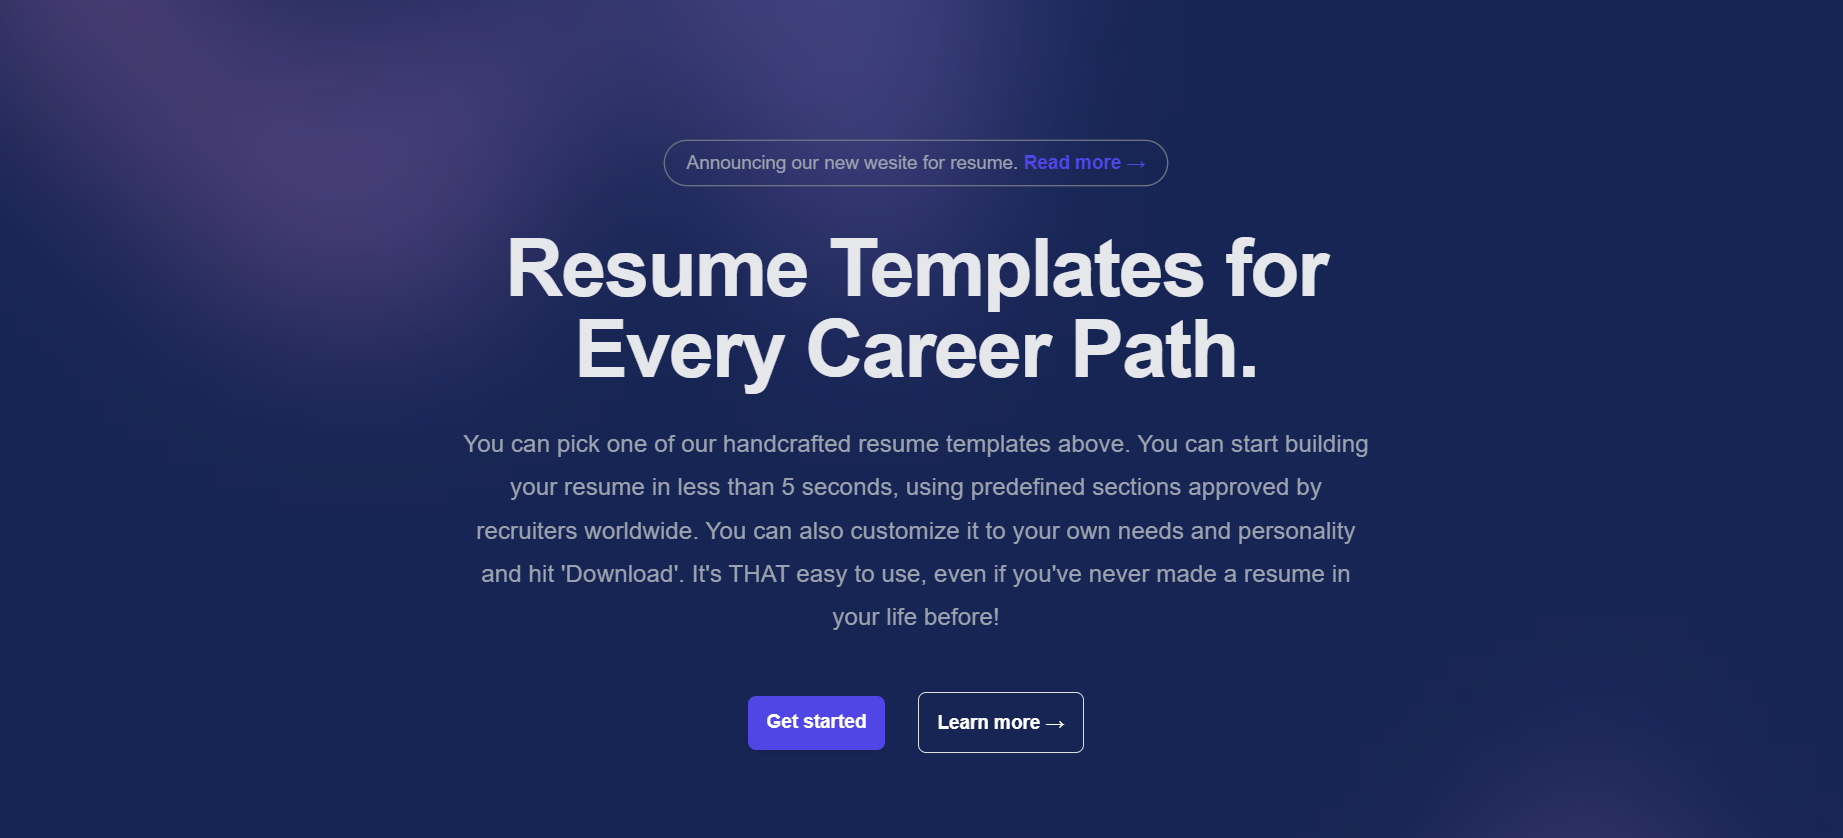 Announcing our new wesite for resume. Read more →
Resume Templates for
Every Career Path.
You can pick one of our handcrafted resume templates above. You can start building
your resume in less than 5 seconds, using predefined sections approved by
recruiters worldwide. You can also customize it to your own needs and personality
and hit 'Download'. It's THAT easy to use, even if you've never made a resume in
your life before!
Get started
Learn more →